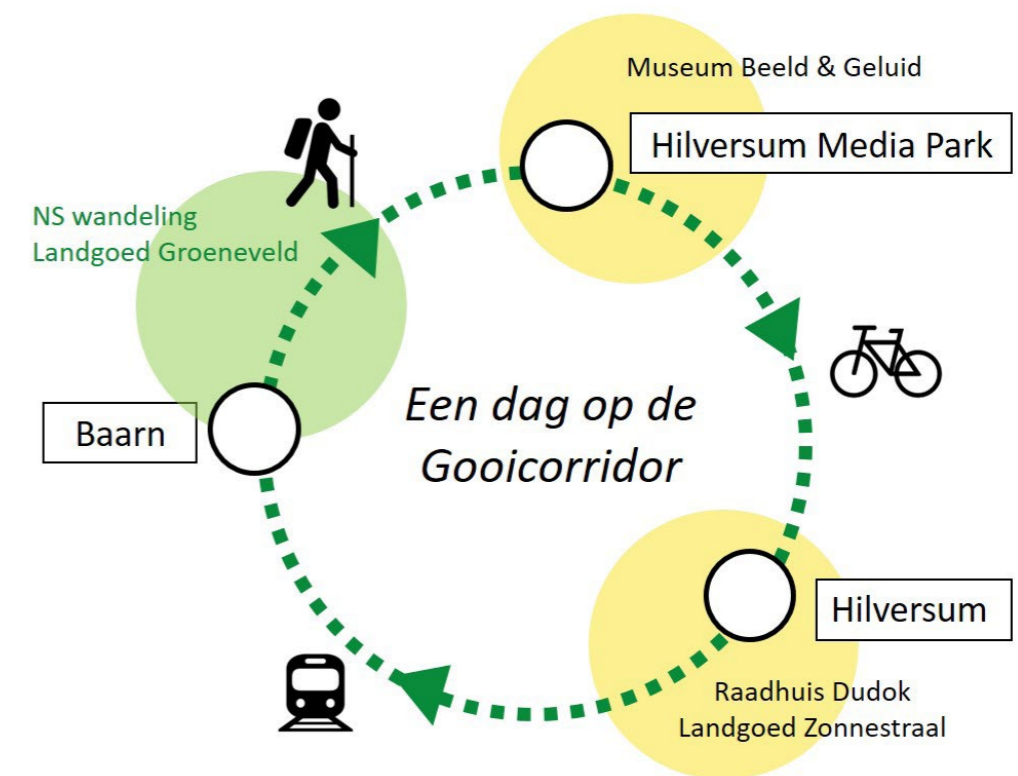 Museum Beeld & Geluid
Hilversum Media Park
NS wandeling
Landgoed Groeneveld
Een dag op de
Gooicorridor
Baarn
Hilversum
Raadhuis Dudok
Landgoed Zonnestraal